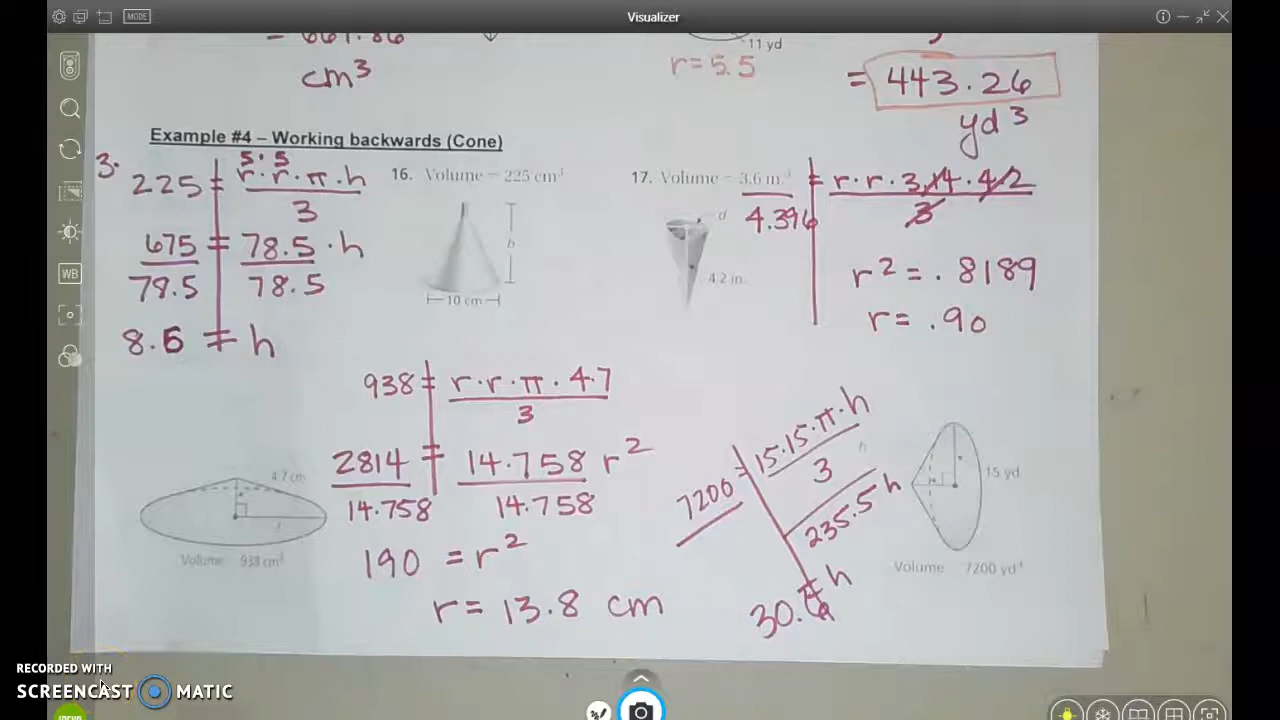 MODE
Visualizer
WB
cm³
11 yd
r = 5.5
= 443.26
yd³
Example #4 – Working backwards (Cone)
3.
5 · 5
225 = r · r · π · h
3
675 = 78.5 · h
78.5 78.5
8.6 = h
16. Volume = 225 cm³
h
10 cm
17. Volume = 3.6 in.³
d
4.2 in.
= r · r · 3.14 · 4.2
4.396
3
r² = .8189
r = .90
938 = r · r · π · 4.7
3
2814 = 14.758 r²
14.758 14.758
190 = r²
r = 13.8 cm
4.7 cm
r
Volume 938 cm³
7200 = 15 · 15 · π · h
3
235.5 h
h
15 yd
Volume 7200 yd³
RECORDED WITH
SCREENCAST MATIC